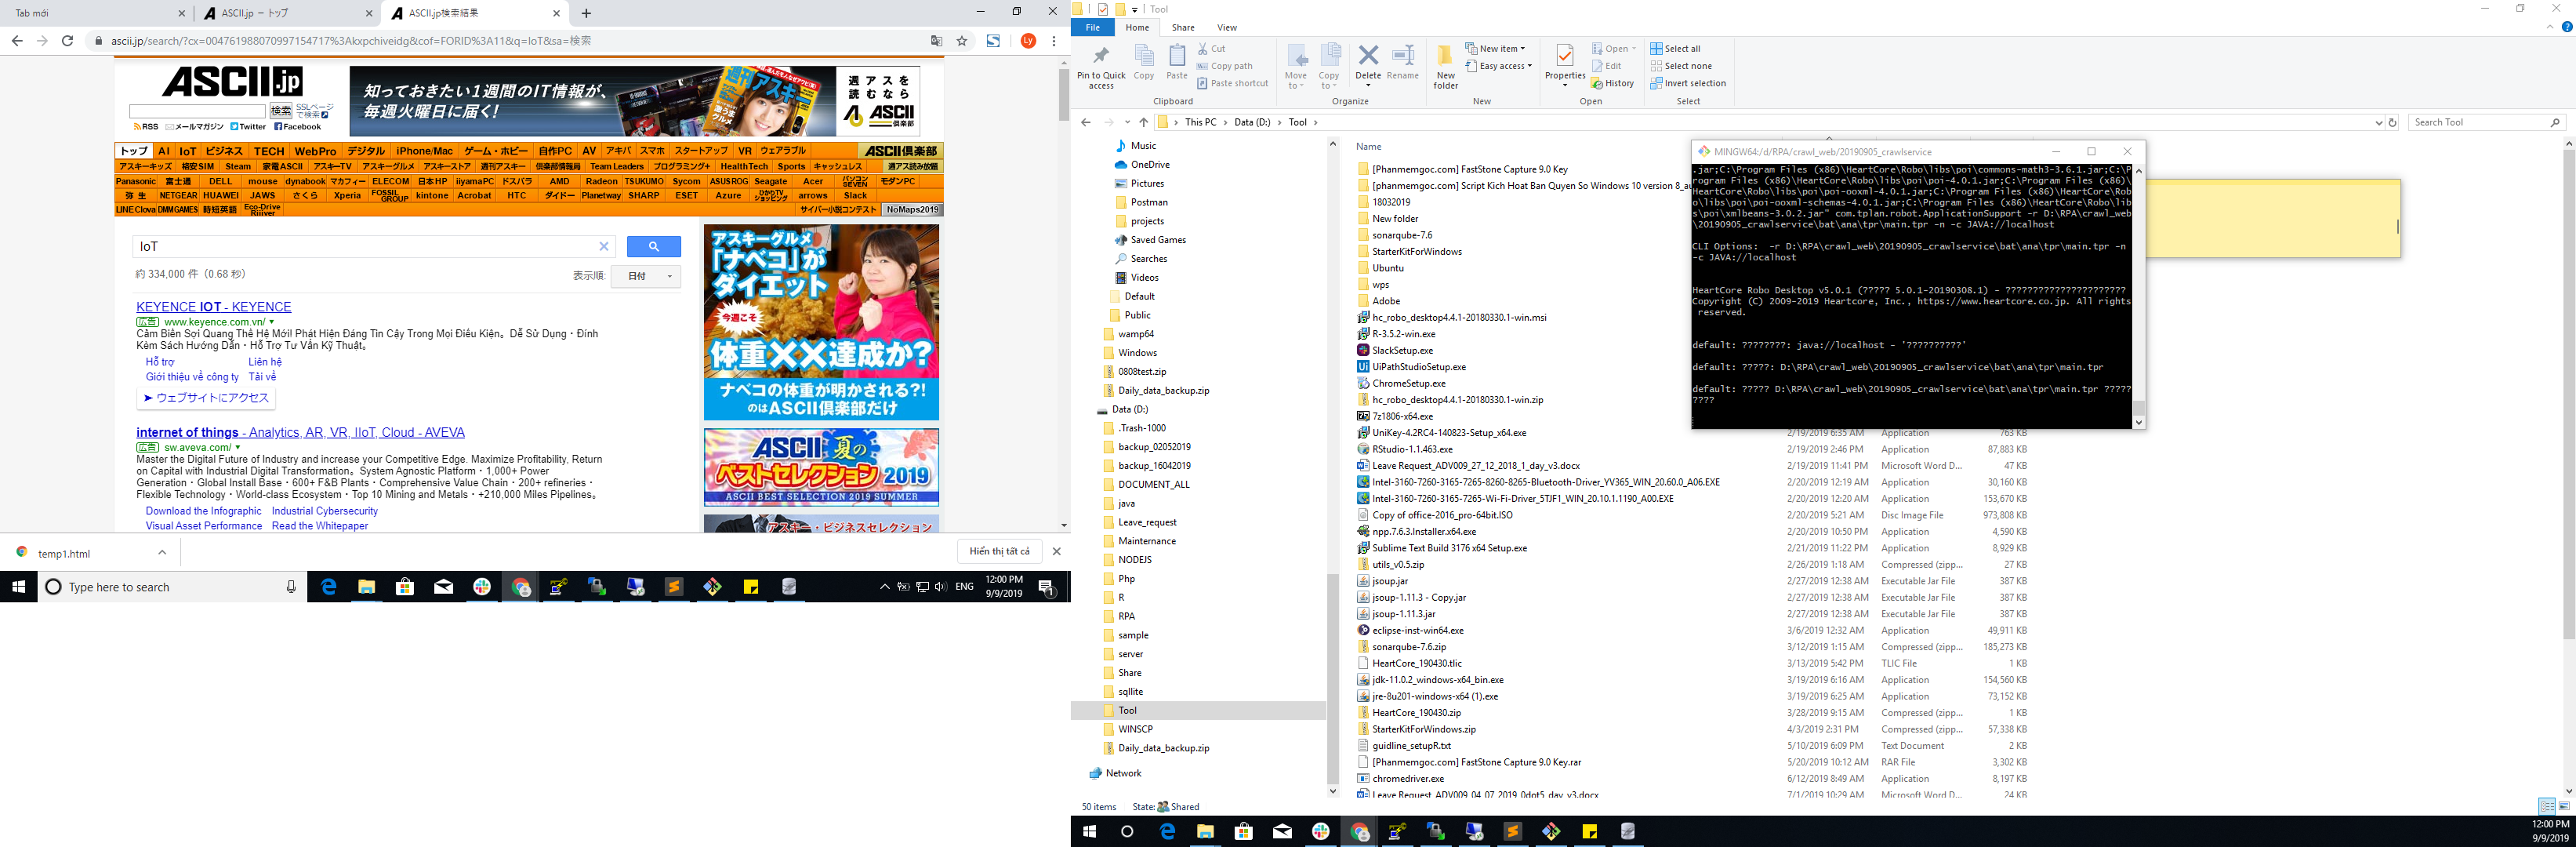 Tab mới
ASCII.jp － トップ
ASCII.jp検索結果
ascii.jp/search/?cx=004761988070997154717%3Akxpchiveidg&cof=FORID%3A11&q=IoT&sa=検索
Ly
ASCII.jp
検索
SSLページで検索
RSS メールマガジン Twitter Facebook
知っておきたい1週間のIT情報が、
毎週火曜日に届く!
週アスを
読むなら
ASCII
倶楽部
トップ AI IoT ビジネス TECH WebPro デジタル iPhone/Mac ゲーム・ホビー 自作PC AV アキバ スマホ スタートアップ VR ウェアラブル ASCII倶楽部
アスキーキッズ 格安SIM Steam 家電ASCII アスキーTV アスキーグルメ アスキーストア 週刊アスキー 倶楽部情報局 Team Leaders プログラミング+ HealthTech Sports キャッシュレス 週アス読み放題
Panasonic 富士通 DELL mouse dynabook マカフィー ELECOM 日本HP iiyamaPC ドスパラ AMD Radeon TSUKUMO Sycom ASUSROG Seagate Acer パソコンSEVEN モダンPC
弥生 NETGEAR HUAWEI JAWS さくら Xperia FOSSIL GROUP kintone Acrobat HTC ダイドー Planetway SHARP ESET Azure ひかりTVショッピング arrows Slack
LINE Clova DMMGAMES 時短英語 Eco-Drive Riiiver サイバー小説コンテスト NoMaps2019
IoT
約 334,000 件 (0.68 秒)
表示順: 日付
KEYENCE IOT - KEYENCE
広告 www.keyence.com.vn/
Cảm Biến Sợi Quang Thế Hệ Mới! Phát Hiện Đáng Tin Cậy Trong Mọi Điều Kiện。Dễ Sử Dụng・Đính
Kèm Sách Hướng Dẫn・Hỗ Trợ Tư Vấn Kỹ Thuật。
Hỗ trợ Liên hệ
Giới thiệu về công ty Tải về
➤ ウェブサイトにアクセス
internet of things - Analytics, AR, VR, IIoT, Cloud - AVEVA
広告 sw.aveva.com/
Master the Digital Future of Industry and increase your Competitive Edge. Maximize Profitability, Return
on Capital with Industrial Digital Transformation。System Agnostic Platform・1,000+ Power
Generation・Global Install Base・600+ F&B Plants・Comprehensive Value Chain・200+ refineries・
Flexible Technology・World-class Ecosystem・Top 10 Mining and Metals・+210,000 Miles Pipelines。
Download the Infographic Industrial Cybersecurity
Visual Asset Performance Read the Whitepaper
アスキーグルメ
「ナベコ」が
ダイエット
今週こそ
体重××達成か?
ナベコの体重が明かされる?!
のはASCII倶楽部だけ
ASCII夏の
ベストセレクション2019
ASCII BEST SELECTION 2019 SUMMER
アスキー・ビジネスセレクション
temp1.html
Hiển thị tất cả
Type here to search
ENG
12:00 PM
9/9/2019
1
Tool
File Home Share View
Pin to Quick access
Copy
Paste
Cut
Copy path
Paste shortcut
Clipboard
Move to
Copy to
Delete
Rename
Organize
New folder
New item
Easy access
New
Properties
Open
Edit
History
Open
Select all
Select none
Invert selection
Select
This PC > Data (D:) > Tool
Search Tool
Music
OneDrive
Pictures
Postman
projects
Saved Games
Searches
Videos
Default
Public
wamp64
Windows
0808test.zip
Daily_data_backup.zip
Data (D:)
.Trash-1000
backup_02052019
backup_16042019
DOCUMENT_ALL
java
Leave_request
Mainternance
NODEJS
Php
R
RPA
sample
server
Share
sqllite
Tool
WINSCP
Daily_data_backup.zip
Network
Name
[Phanmemgoc.com] FastStone Capture 9.0 Key
[phanmemgoc.com] Script Kich Hoat Ban Quyen So Windows 10 version 8_au
18032019
New folder
sonarqube-7.6
StarterKitForWindows
Ubuntu
wps
Adobe
hc_robo_desktop4.4.1-20180330.1-win.msi
R-3.5.2-win.exe
SlackSetup.exe
UiPathStudioSetup.exe
ChromeSetup.exe
hc_robo_desktop4.4.1-20180330.1-win.zip
7z1806-x64.exe
UniKey-4.2RC4-140823-Setup_x64.exe 2/19/2019 6:35 AM Application 763 KB
RStudio-1.1.463.exe 2/19/2019 2:46 PM Application 87,883 KB
Leave Request_ADV009_27_12_2018_1_day_v3.docx 2/19/2019 11:41 PM Microsoft Word D... 47 KB
Intel-3160-7260-3165-7265-8260-8265-Bluetooth-Driver_YV365_WIN_20.60.0_A06.EXE 2/20/2019 12:19 AM Application 30,160 KB
Intel-3160-7260-3165-7265-Wi-Fi-Driver_5TJF1_WIN_20.10.1.1190_A00.EXE 2/20/2019 12:20 AM Application 153,670 KB
Copy of office-2016_pro-64bit.ISO 2/20/2019 5:21 AM Disc Image File 973,808 KB
npp.7.6.3.Installer.x64.exe 2/20/2019 10:50 PM Application 4,590 KB
Sublime Text Build 3176 x64 Setup.exe 2/21/2019 11:22 PM Application 8,929 KB
utils_v0.5.zip 2/26/2019 1:18 AM Compressed (zipp... 27 KB
jsoup.jar 2/27/2019 12:38 AM Executable Jar File 387 KB
jsoup-1.11.3 - Copy.jar 2/27/2019 12:38 AM Executable Jar File 387 KB
jsoup-1.11.3.jar 2/27/2019 12:38 AM Executable Jar File 387 KB
eclipse-inst-win64.exe 3/6/2019 12:32 AM Application 49,911 KB
sonarqube-7.6.zip 3/12/2019 1:15 AM Compressed (zipp... 185,273 KB
HeartCore_190430.tlic 3/13/2019 5:42 PM TLIC File 1 KB
jdk-11.0.2_windows-x64_bin.exe 3/19/2019 6:16 AM Application 154,560 KB
jre-8u201-windows-x64 (1).exe 3/19/2019 6:25 AM Application 73,152 KB
HeartCore_190430.zip 3/28/2019 9:15 AM Compressed (zipp... 1 KB
StarterKitForWindows.zip 4/3/2019 2:31 PM Compressed (zipp... 57,338 KB
guidline_setupR.txt 5/10/2019 6:09 PM Text Document 2 KB
[Phanmemgoc.com] FastStone Capture 9.0 Key.rar 5/20/2019 10:12 AM RAR File 3,302 KB
chromedriver.exe 6/12/2019 8:49 AM Application 8,197 KB
Leave Request_ADV009_04_07_2019_0dot5_day_v3.docx 7/1/2019 10:29 AM Microsoft Word D... 24 KB
50 items State: Shared
MINGW64:/d/RPA/crawl_web/20190905_crawlservice
.jar;C:\Program Files (x86)\HeartCore\Robo\libs\poi\commons-math3-3.6.1.jar;C:\P
rogram Files (x86)\HeartCore\Robo\libs\poi\poi-4.0.1.jar;C:\Program Files (x86)\
HeartCore\Robo\libs\poi\poi-ooxml-4.0.1.jar;C:\Program Files (x86)\HeartCore\Rob
o\libs\poi\poi-ooxml-schemas-4.0.1.jar;C:\Program Files (x86)\HeartCore\Robo\lib
s\poi\xmlbeans-3.0.2.jar" com.tplan.robot.ApplicationSupport -r D:\RPA\crawl_web
\20190905_crawlservice\bat\ana\tpr\main.tpr -n -c JAVA://localhost
CLI Options: -r D:\RPA\crawl_web\20190905_crawlservice\bat\ana\tpr\main.tpr -n
-c JAVA://localhost
HeartCore Robo Desktop v5.0.1 (????? 5.0.1-20190308.1) - ???????????????????????
Copyright (C) 2009-2019 Heartcore, Inc., https://www.heartcore.co.jp. All rights
reserved.
default: ????????: java://localhost - '??????????'
default: ?????: D:\RPA\crawl_web\20190905_crawlservice\bat\ana\tpr\main.tpr
default: ????? D:\RPA\crawl_web\20190905_crawlservice\bat\ana\tpr\main.tpr ?????
????
12:00 PM
9/9/2019